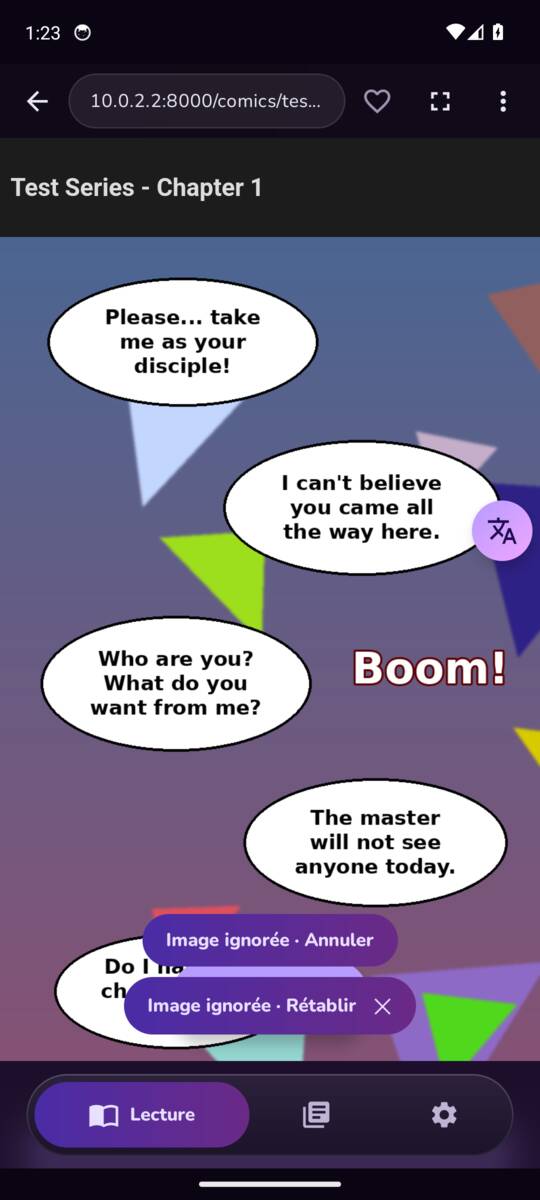 1:23
10.0.2.2:8000/comics/tes...
Test Series - Chapter 1
Please... take
me as your
disciple!
I can't believe
you came all
the way here.
Who are you?
What do you
want from me?
Boom!
The master
will not see
anyone today.
Do I
Image ignorée · Annuler
Image ignorée · Rétablir
Lecture